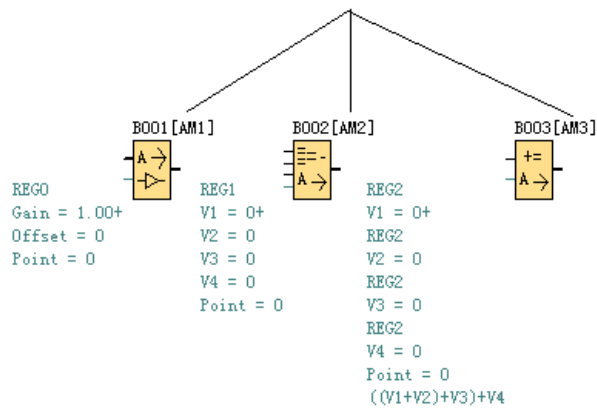 B001[AM1]
B002[AM2]
B003[AM3]
A→
A→
+=
A→
REG0
Gain = 1.00+
Offset = 0
Point = 0
REG1
V1 = 0+
V2 = 0
V3 = 0
V4 = 0
Point = 0
REG2
V1 = 0+
REG2
V2 = 0
REG2
V3 = 0
REG2
V4 = 0
Point = 0
((V1+V2)+V3)+V4